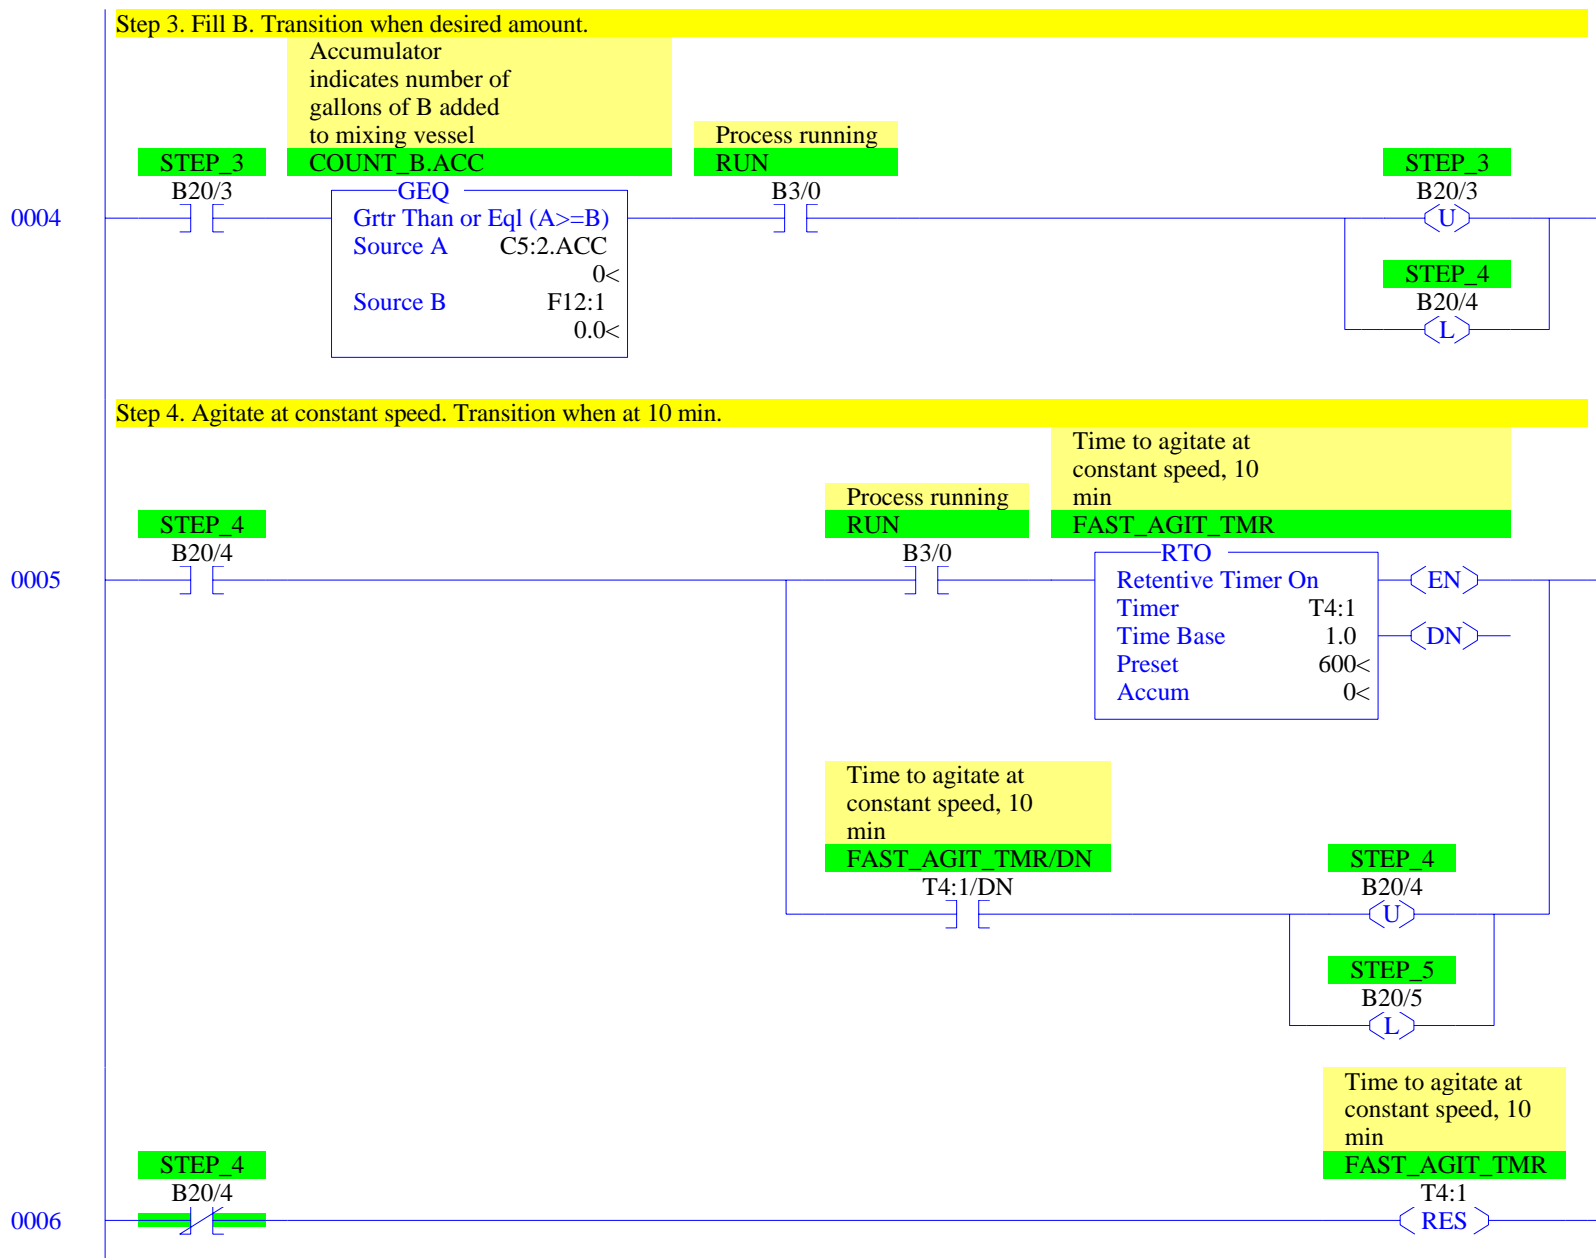 Step 3. Fill B. Transition when desired amount.
Accumulator
indicates number of
gallons of B added
to mixing vessel
Process running
STEP_3
COUNT_B.ACC
RUN
STEP_3
B20/3
GEQ
B3/0
B20/3
0004
Grtr Than or Eql (A>=B)
U
Source A C5:2.ACC
0<
STEP_4
Source B F12:1
B20/4
0.0<
L
Step 4. Agitate at constant speed. Transition when at 10 min.
Time to agitate at
constant speed, 10
min
Process running
STEP_4
RUN
FAST_AGIT_TMR
B20/4
B3/0
RTO
0005
Retentive Timer On
EN
Timer T4:1
Time Base 1.0
DN
Preset 600<
Accum 0<
Time to agitate at
constant speed, 10
min
FAST_AGIT_TMR/DN
STEP_4
T4:1/DN
B20/4
U
STEP_5
B20/5
L
Time to agitate at
constant speed, 10
min
STEP_4
FAST_AGIT_TMR
B20/4
T4:1
0006
RES